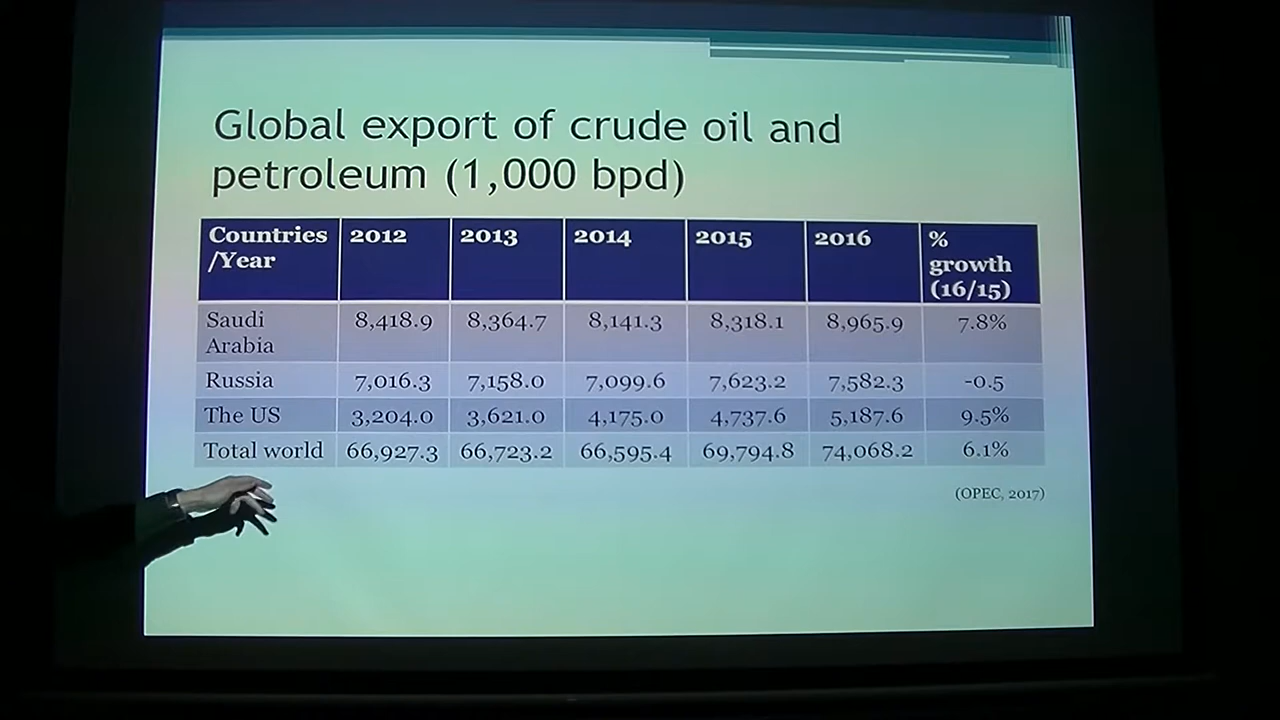 Global export of crude oil and
petroleum (1,000 bpd)
Countries /Year 2012 2013 2014 2015 2016 % growth (16/15)
Saudi Arabia 8,418.9 8,364.7 8,141.3 8,318.1 8,965.9 7.8%
Russia 7,016.3 7,158.0 7,099.6 7,623.2 7,582.3 -0.5
The US 3,204.0 3,621.0 4,175.0 4,737.6 5,187.6 9.5%
Total world 66,927.3 66,723.2 66,595.4 69,794.8 74,068.2 6.1%
(OPEC, 2017)